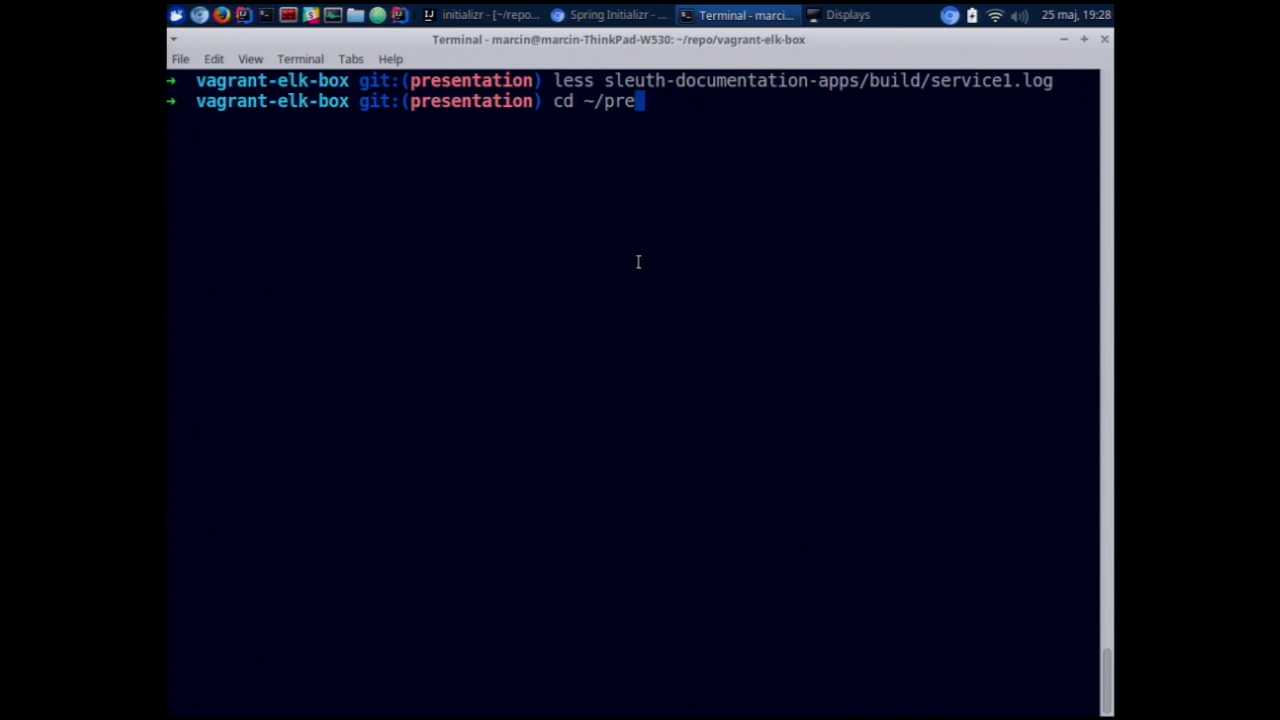 initializr - [~/repo... Spring Initializr - ... Terminal - marci... Displays 25 maj, 19:28
Terminal - marcin@marcin-ThinkPad-W530: ~/repo/vagrant-elk-box
File Edit View Terminal Tabs Help
➜ vagrant-elk-box git:(presentation) less sleuth-documentation-apps/build/service1.log
➜ vagrant-elk-box git:(presentation) cd ~/pre